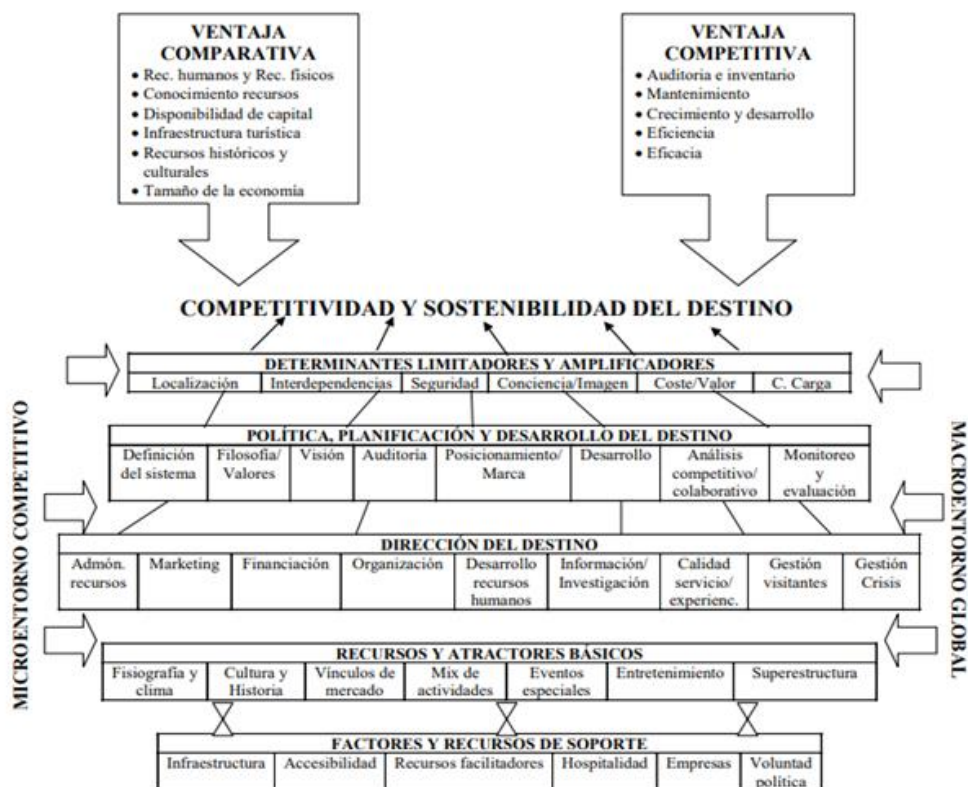 VENTAJA
COMPARATIVA
• Rec. humanos y Rec. físicos
• Conocimiento recursos
• Disponibilidad de capital
• Infraestructura turística
• Recursos históricos y
culturales
• Tamaño de la economía
VENTAJA
COMPETITIVA
• Auditoria e inventario
• Mantenimiento
• Crecimiento y desarrollo
• Eficiencia
• Eficacia
COMPETITIVIDAD Y SOSTENIBILIDAD DEL DESTINO
DETERMINANTES LIMITADORES Y AMPLIFICADORES
Localización
Interdependencias
Seguridad
Conciencia/Imagen
Coste/Valor
C. Carga
MICROENTORNO COMPETITIVO
MACROENTORNO GLOBAL
POLÍTICA, PLANIFICACIÓN Y DESARROLLO DEL DESTINO
Definición
del sistema
Filosofía/
Valores
Visión
Auditoría
Posicionamiento/
Marca
Desarrollo
Análisis
competitivo/
colaborativo
Monitoreo
y
evaluación
DIRECCIÓN DEL DESTINO
Admón.
recursos
Marketing
Financiación
Organización
Desarrollo
recursos
humanos
Información/
Investigación
Calidad
servicio/
experienc.
Gestión
visitantes
Gestión
Crisis
RECURSOS Y ATRACTORES BÁSICOS
Fisiografía y
clima
Cultura y
Historia
Vínculos de
mercado
Mix de
actividades
Eventos
especiales
Entretenimiento
Superestructura
FACTORES Y RECURSOS DE SOPORTE
Infraestructura
Accesibilidad
Recursos facilitadores
Hospitalidad
Empresas
Voluntad
política